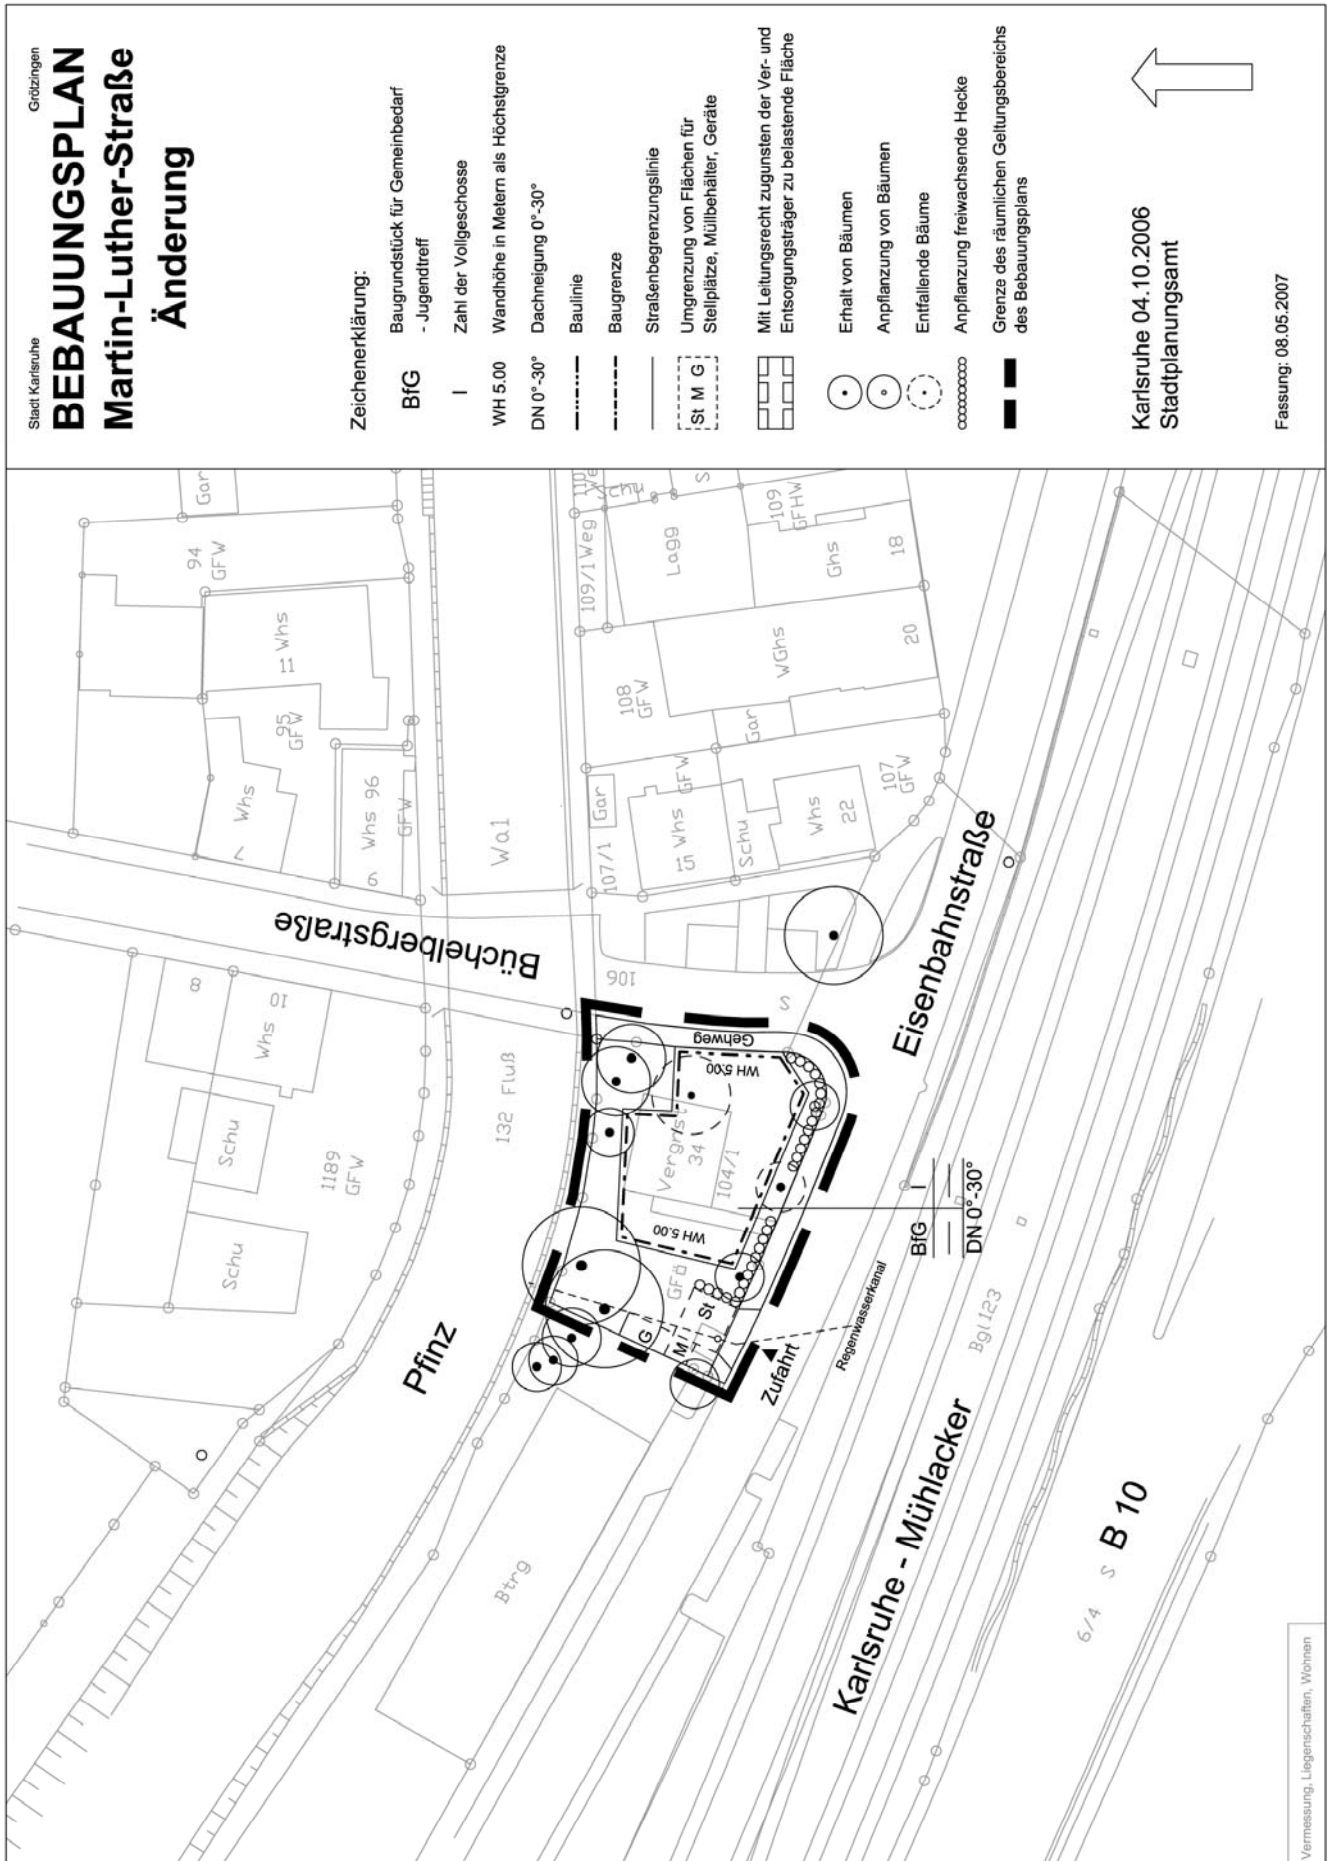 Stadt Karlsruhe
Grötzingen
BEBAUUNGSPLAN
Martin-Luther-Straße
Änderung
Zeichenerklärung:
BfG
Baugrundstück für Gemeinbedarf
- Jugendtreff
I
Zahl der Vollgeschosse
WH 5.00
Wandhöhe in Metern als Höchstgrenze
DN 0°-30°
Dachneigung 0°-30°
Baulinie
Baugrenze
Straßenbegrenzungslinie
St M G
Umgrenzung von Flächen für
Stellplätze, Müllbehälter, Geräte
Mit Leitungsrecht zugunsten der Ver- und
Entsorgungsträger zu belastende Fläche
Erhalt von Bäumen
Anpflanzung von Bäumen
Entfallende Bäume
Anpflanzung freiwachsende Hecke
Grenze des räumlichen Geltungsbereichs
des Bebauungsplans
Karlsruhe 04.10.2006
Stadtplanungsamt
Fassung: 08.05.2007
Gar
94
GFW
Whs
11
95
GFW
Whs
7
Whs 96
9
GFW
Wal
Büchelbergstraße
8
10
Whs
Schu
Schu
1189
GFW
132 Fluß
Pfinz
110
Schu
109/1 Weg
Lagg
S
109
GFHW
Ghs
18
108
GFW
WGhs
20
Gar
Gar
107/1
Whs
15
GFW
Schu
Whs
22
107
GFW
106
S
Gehweg
WH 5.00
34
104/1
WH 5.00
GFÖ
G
M
St
Zufahrt
Regenwasserkanal
BfG
I
DN 0°-30°
Eisenbahnstraße
Bgl 123
Karlsruhe - Mühlacker
Btrg
6/4
S
B 10
Vermessung, Liegenschaften, Wohnen